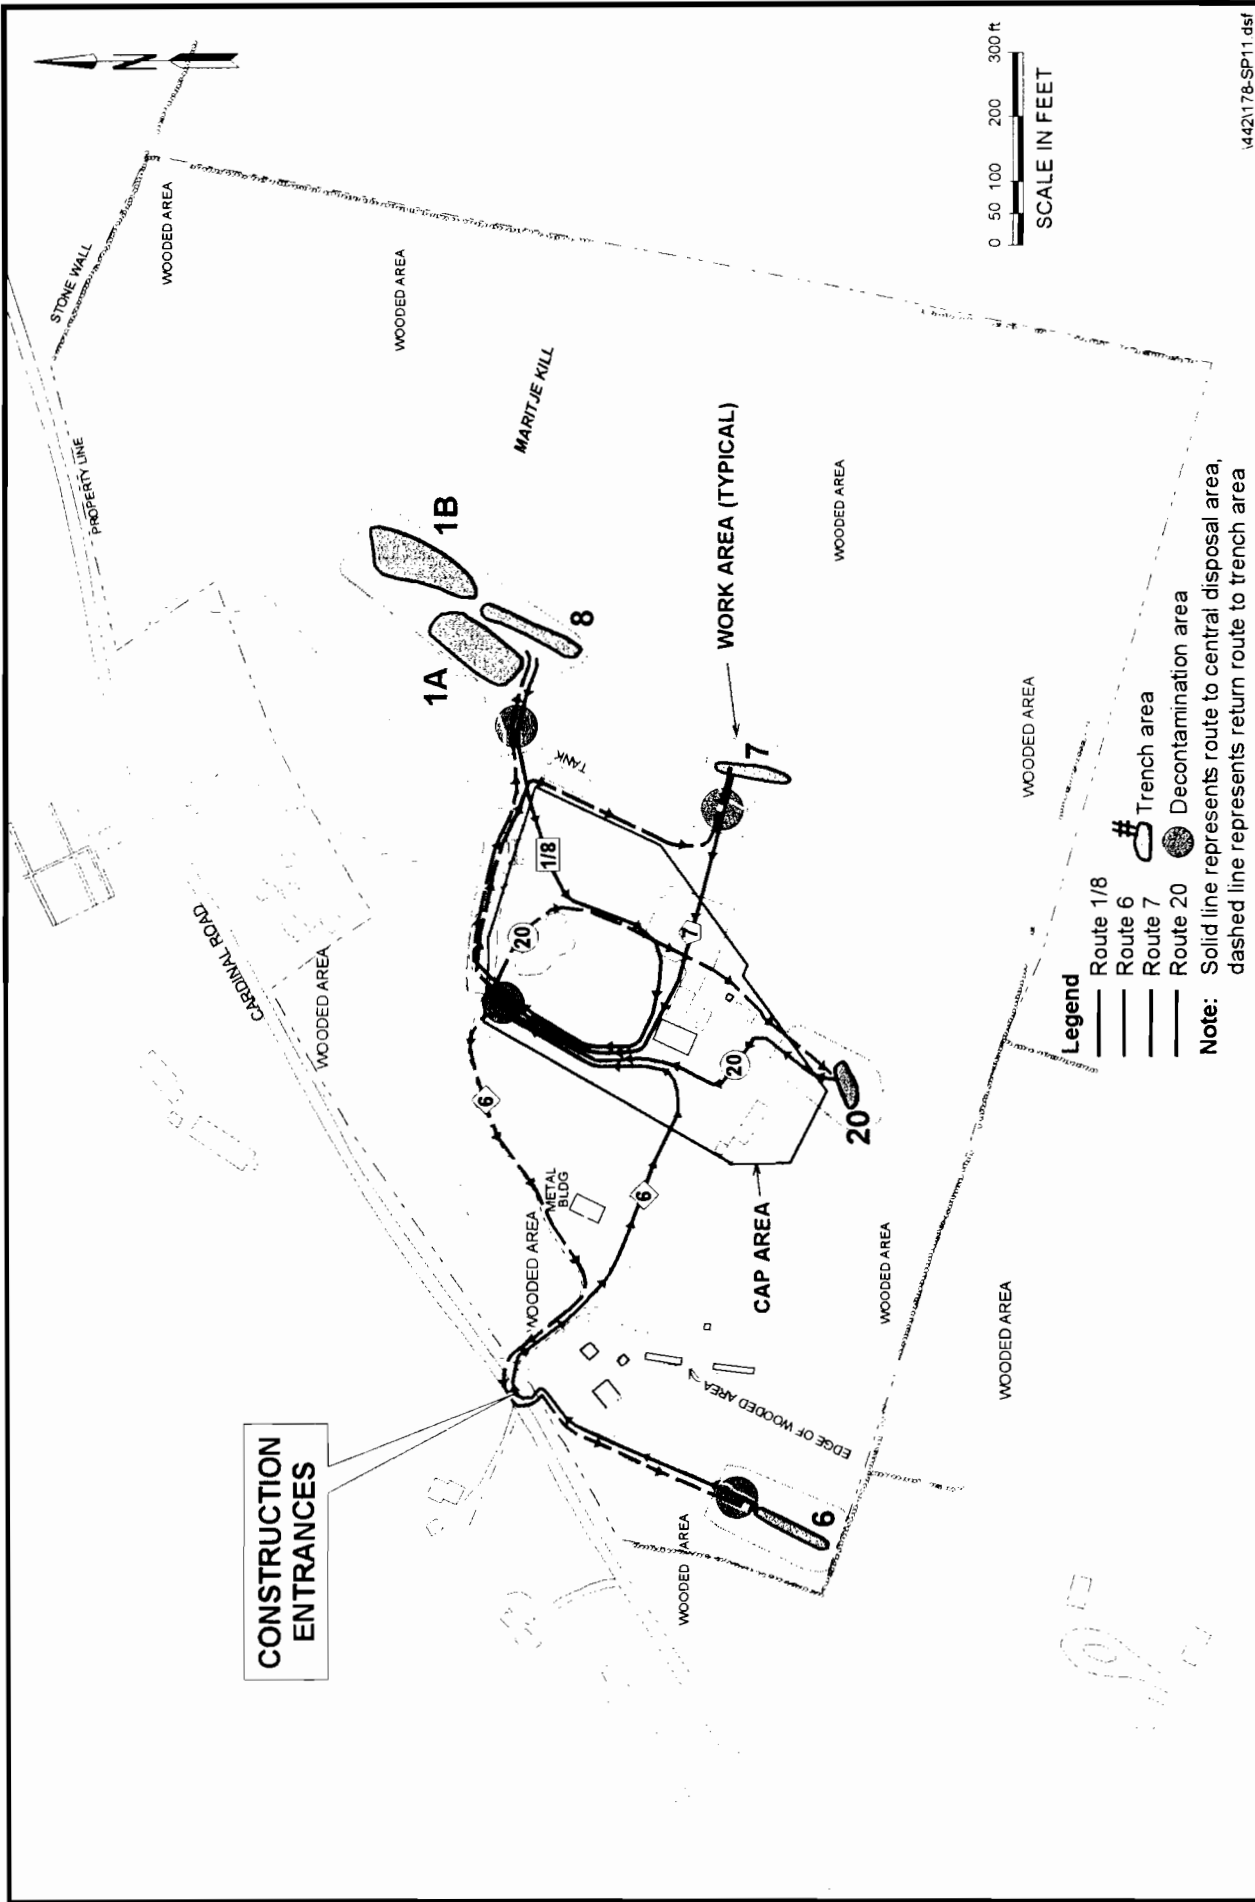 N
STONE WALL
PROPERTY LINE
WOODED AREA
WOODED AREA
MARITJE KILL
CARDINAL ROAD
WOODED AREA
1B
1A
8
TANK
1/8
20
7
7
WORK AREA (TYPICAL)
WOODED AREA
WOODED AREA
6
METAL
BLDG
WOODED AREA
6
20
20
CAP AREA
WOODED AREA
WOODED AREA
CONSTRUCTION
ENTRANCES
EDGE OF WOODED AREA
WOODED AREA
6
0 50 100 200 300 ft
SCALE IN FEET
Legend
Route 1/8
Route 6
Route 7
Route 20
# Trench area
Decontamination area
Note: Solid line represents route to central disposal area,
dashed line represents return route to trench area
\442\178-SP11.dsf